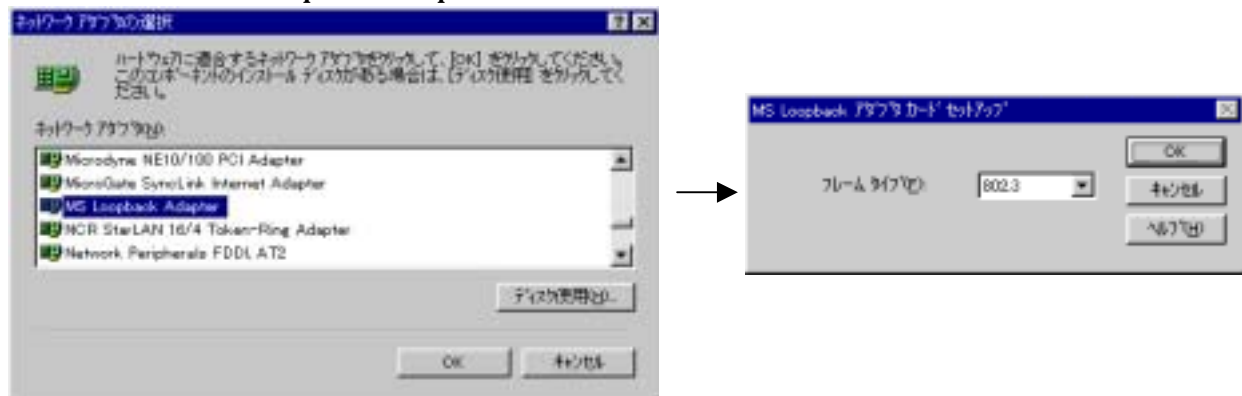 ネットワーク アダプタの選択
ハードウェアに適合するネットワーク アダプタをクリックして、[OK] をクリックしてください。
このコンポーネントのインストール ディスクがある場合は、[ディスク使用] をクリックしてく
ださい。
ネットワーク アダプタ(N):
Microdyne NE10/100 PCI Adapter
MicroGate SyncLink Internet Adapter
MS Loopback Adapter
NCR StarLAN 16/4 Token-Ring Adapter
Network Peripherals FDDI, AT2
ディスク使用(H)...
OK
キャンセル
MS Loopback アダプタ カード セットアップ
フレーム タイプ(F):
802.3
OK
キャンセル
ヘルプ(H)